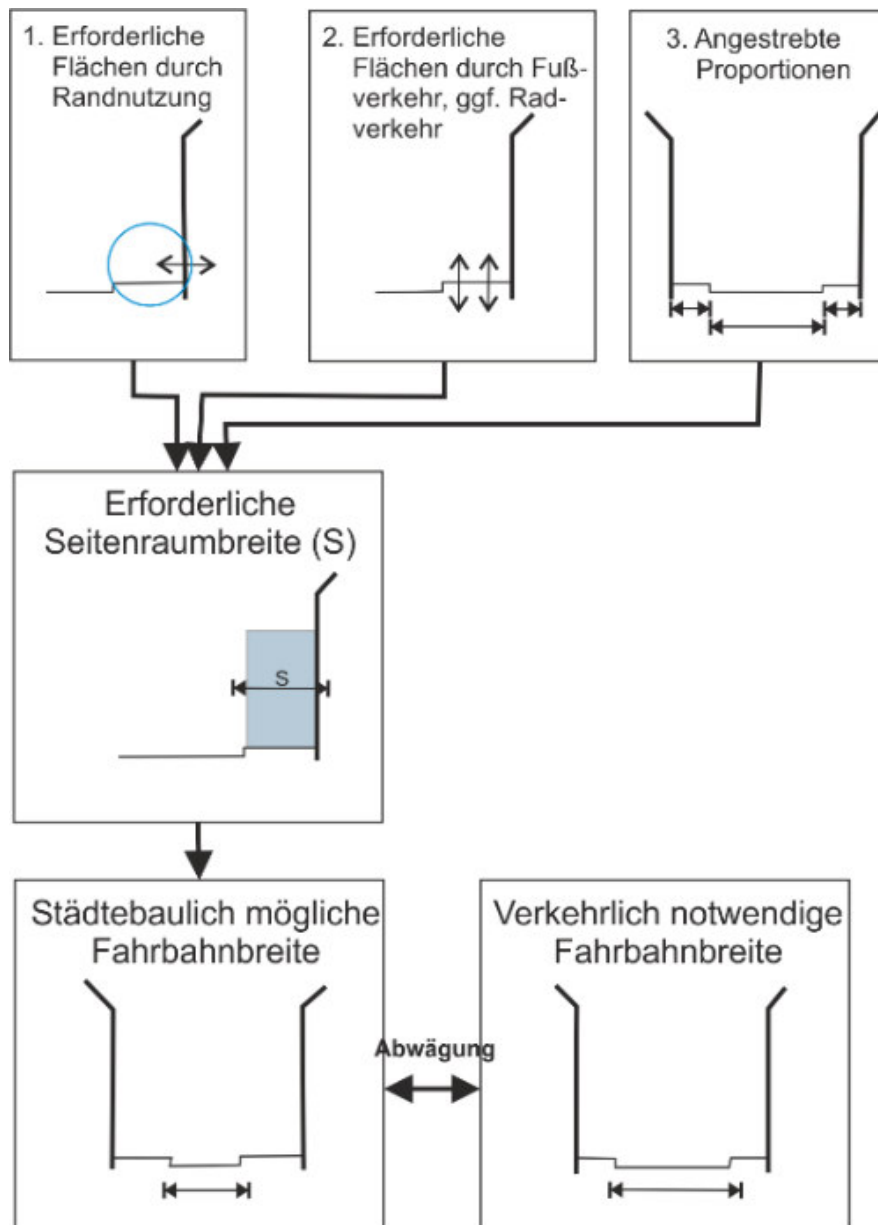 1. Erforderliche
Flächen durch
Randnutzung
2. Erforderliche
Flächen durch Fuß-
verkehr, ggf. Rad-
verkehr
3. Angestrebte
Proportionen
Erforderliche
Seitenraumbreite (S)
S
Städtebaulich mögliche
Fahrbahnbreite
Abwägung
Verkehrlich notwendige
Fahrbahnbreite